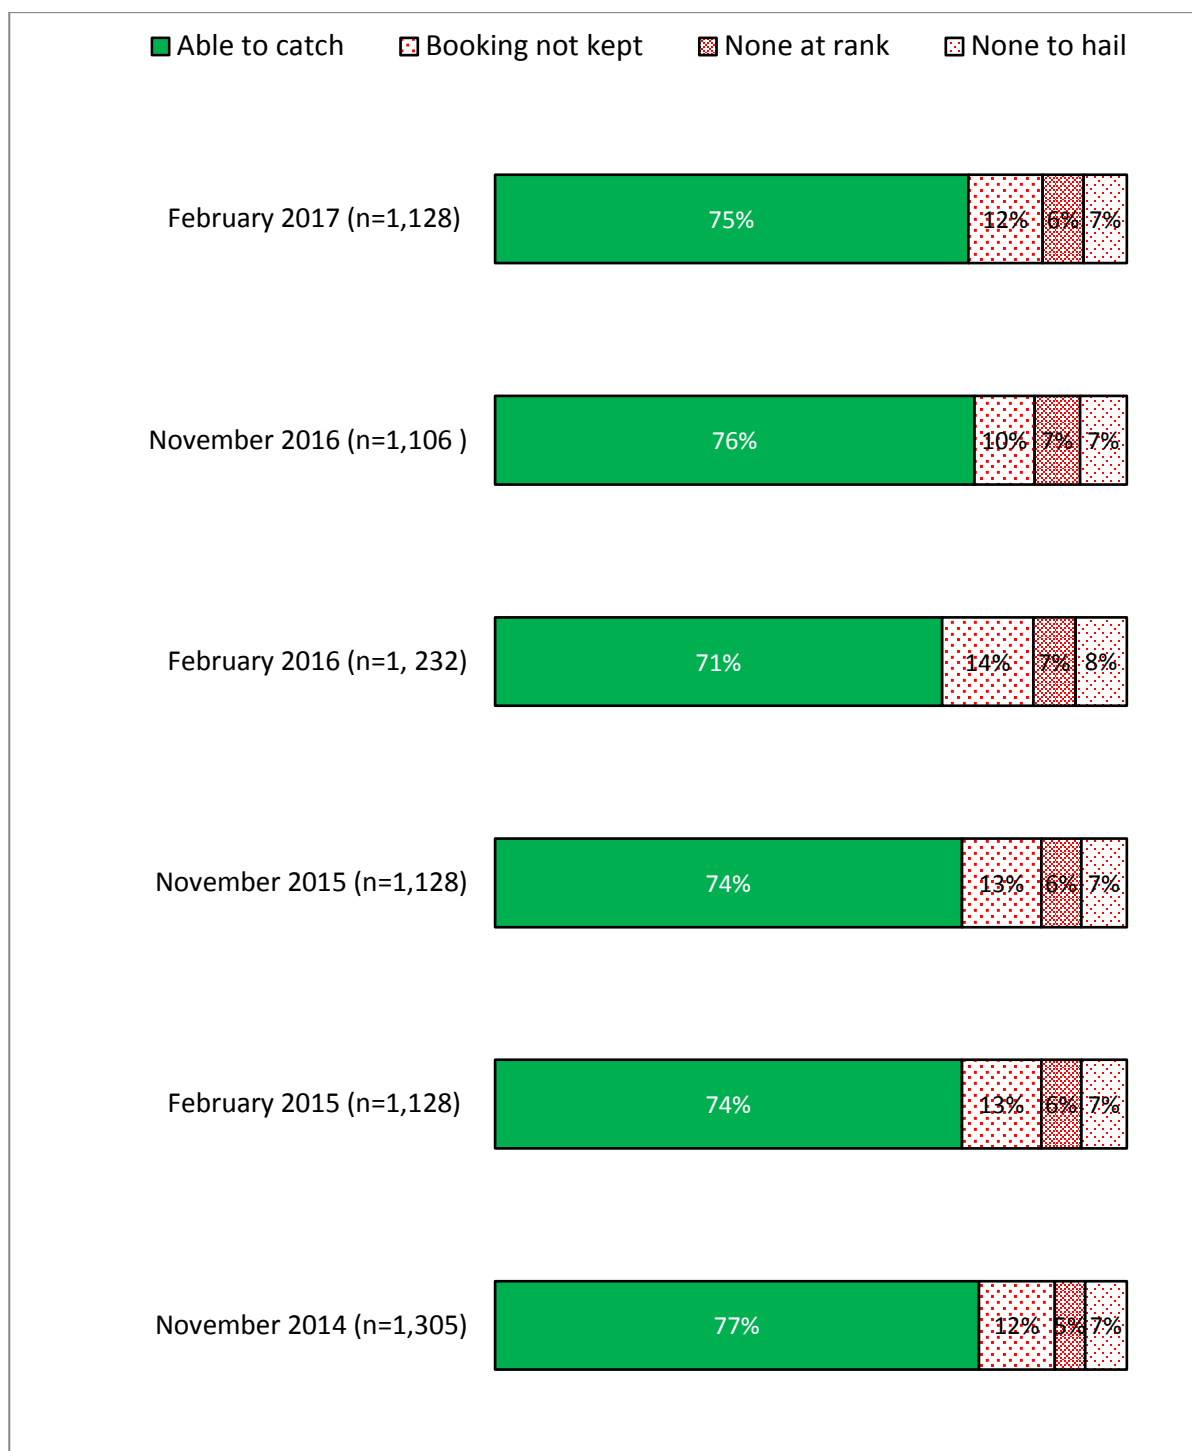 Able to catch Booking not kept None at rank None to hail
February 2017 (n=1,128) 75% 12% 6% 7%
November 2016 (n=1,106 ) 76% 10% 7% 7%
February 2016 (n=1, 232) 71% 14% 7% 8%
November 2015 (n=1,128) 74% 13% 6% 7%
February 2015 (n=1,128) 74% 13% 6% 7%
November 2014 (n=1,305) 77% 12% 5% 7%